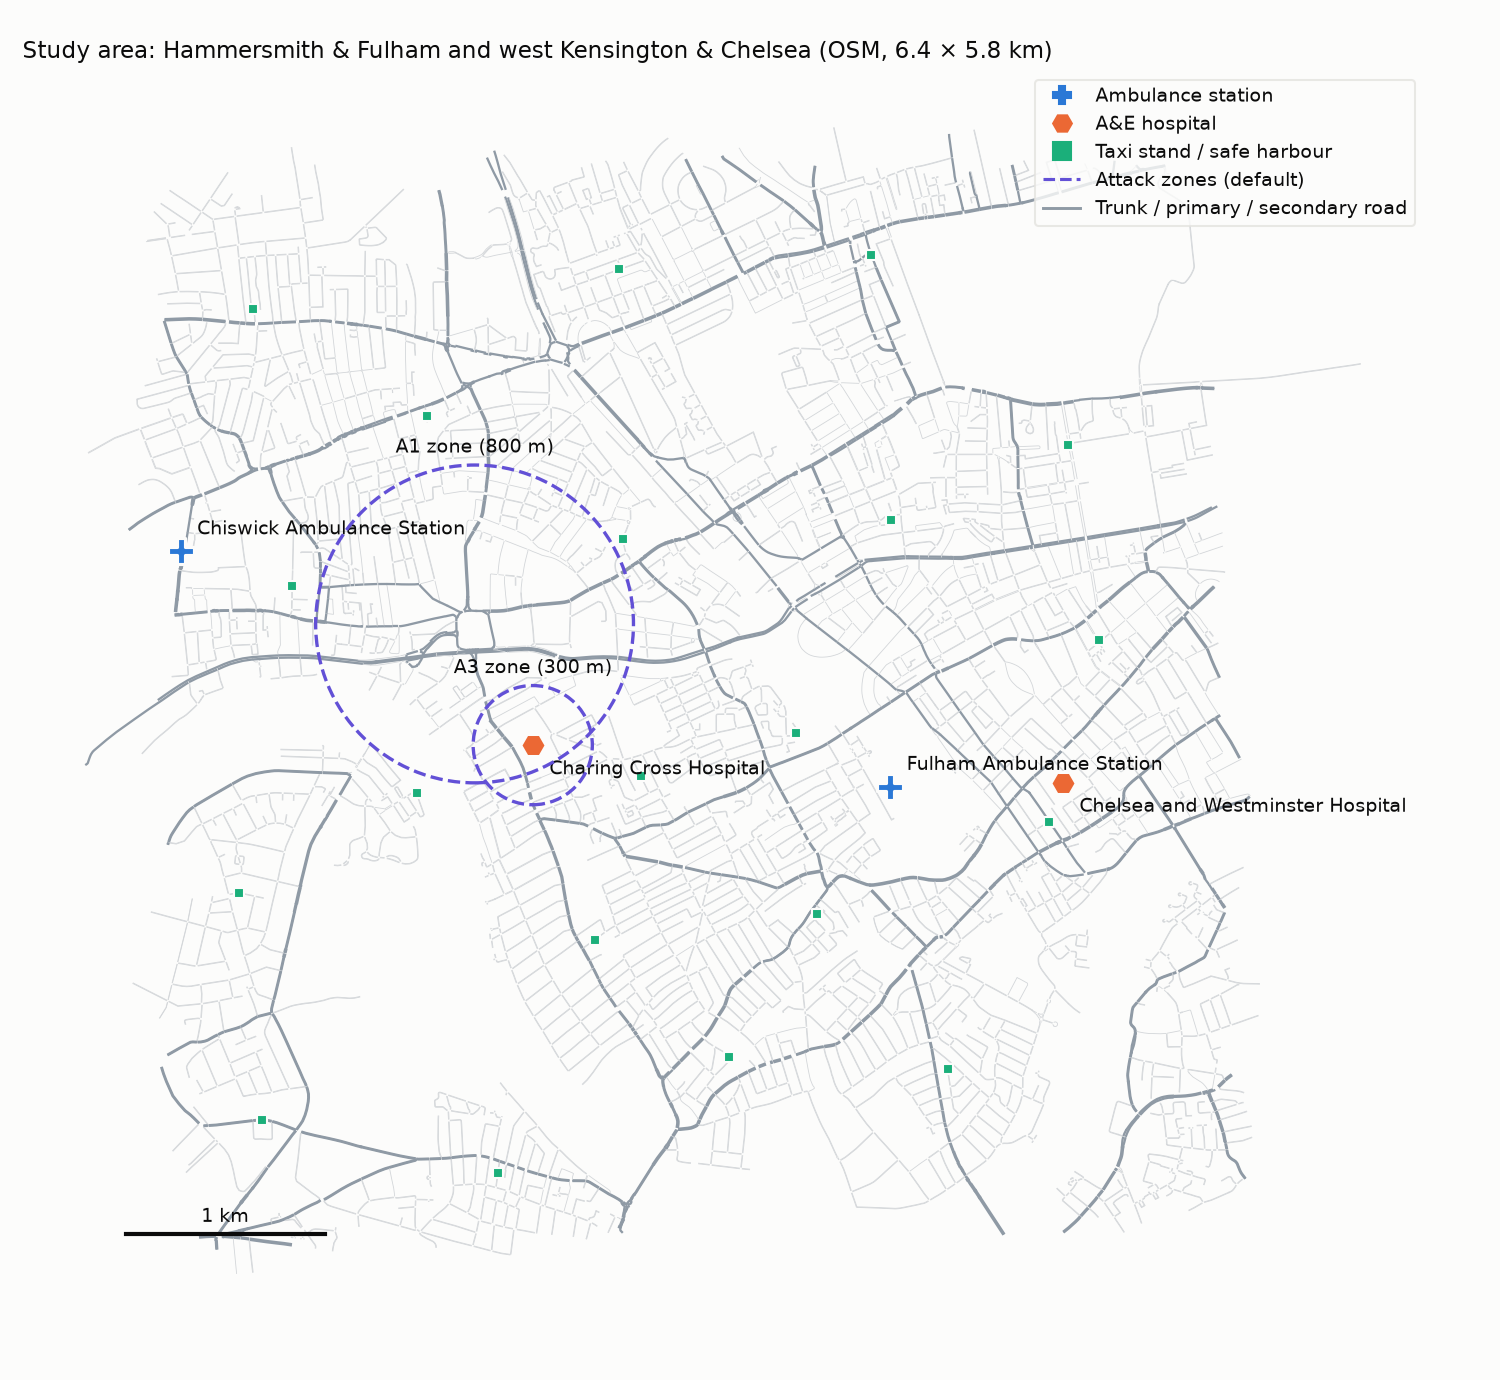 Study area: Hammersmith & Fulham and west Kensington & Chelsea (OSM, 6.4 × 5.8 km)
Ambulance station
A&E hospital
Taxi stand / safe harbour
Attack zones (default)
Trunk / primary / secondary road
A1 zone (800 m)
Chiswick Ambulance Station
A3 zone (300 m)
Charing Cross Hospital
Fulham Ambulance Station
Chelsea and Westminster Hospital
1 km